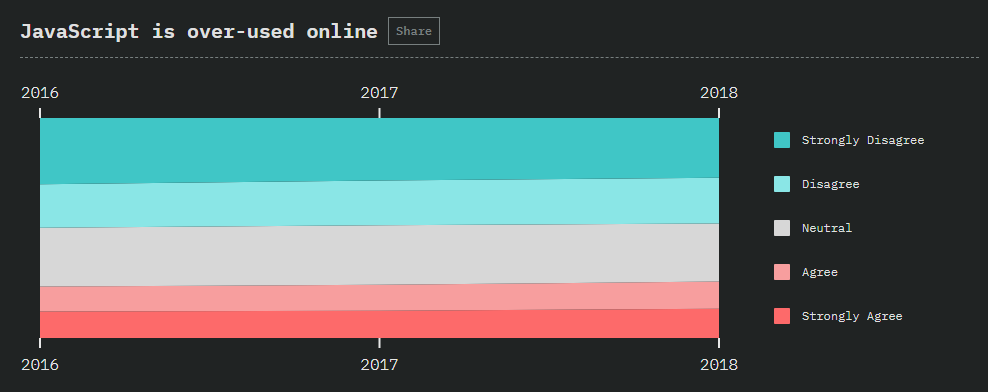 JavaScript is over-used online Share
2016 2017 2018
Strongly Disagree
Disagree
Neutral
Agree
Strongly Agree
2016 2017 2018